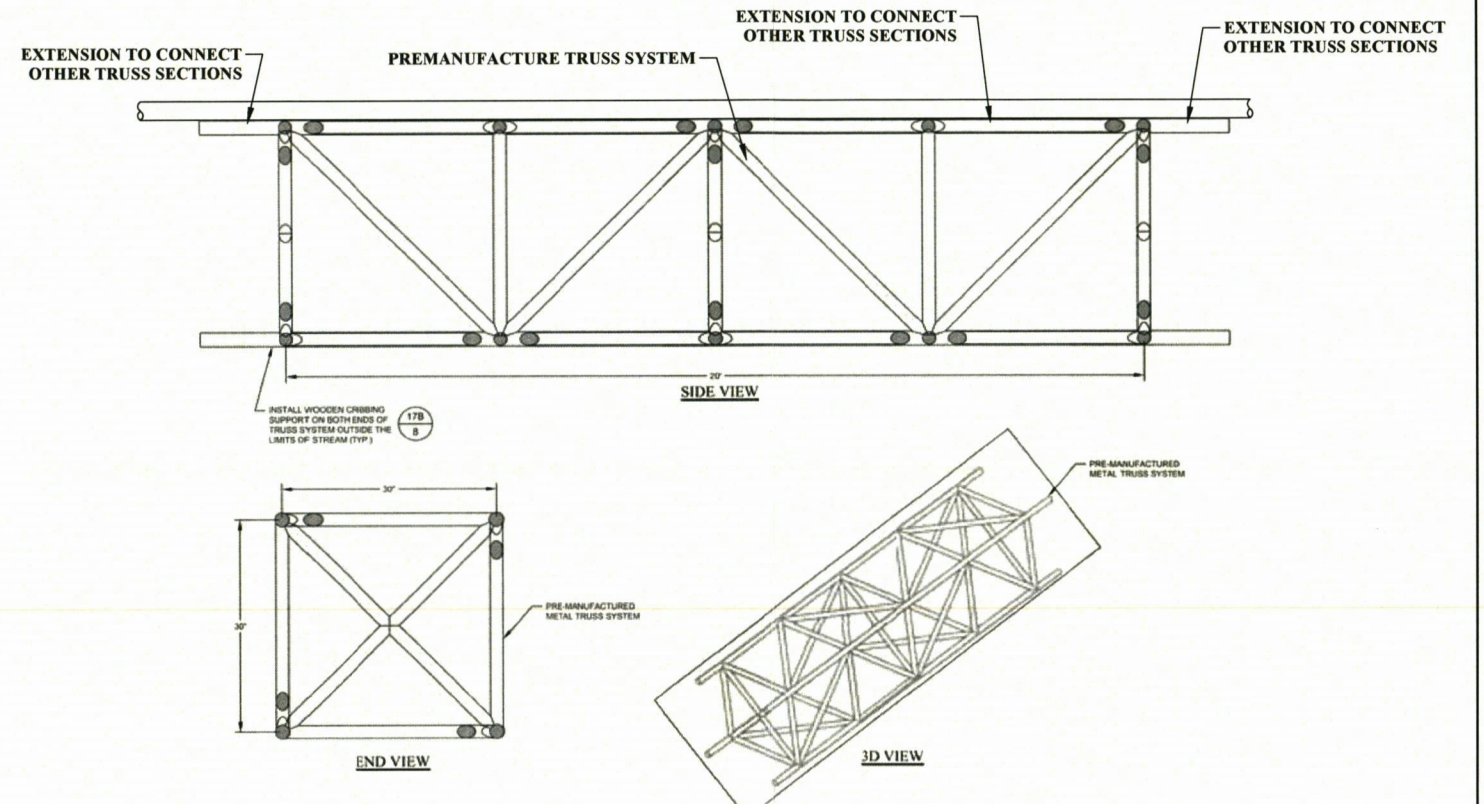 EXTENSION TO CONNECT
OTHER TRUSS SECTIONS
PREMANUFACTURE TRUSS SYSTEM
EXTENSION TO CONNECT
OTHER TRUSS SECTIONS
EXTENSION TO CONNECT
OTHER TRUSS SECTIONS
20'
SIDE VIEW
INSTALL WOODEN CRIBBING
SUPPORT ON BOTH ENDS OF
TRUSS SYSTEM OUTSIDE THE
LIMITS OF STREAM (TYP.)
17B
8
30"
30"
PRE-MANUFACTURED
METAL TRUSS SYSTEM
END VIEW
PRE-MANUFACTURED
METAL TRUSS SYSTEM
3D VIEW